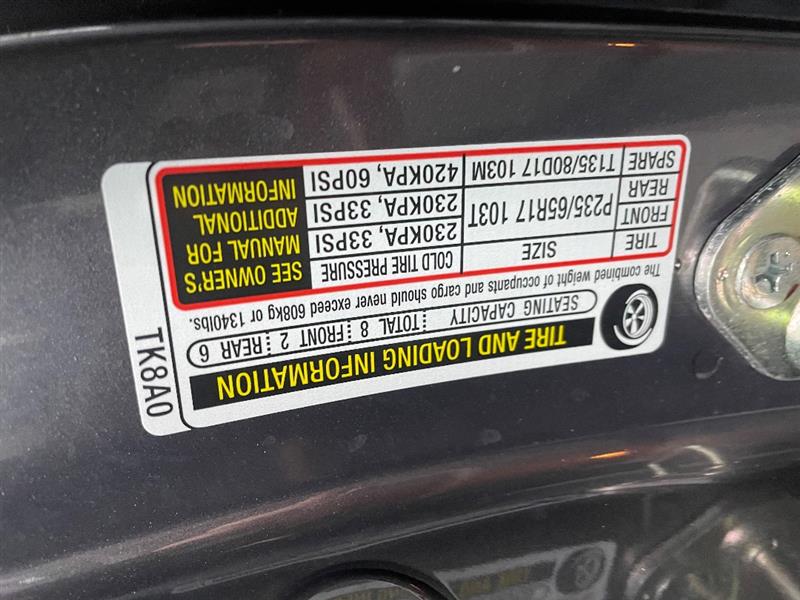 TIRE AND LOADING INFORMATION
SEATING CAPACITY TOTAL 8 FRONT 2 REAR 6
The combined weight of occupants and cargo should never exceed 608kg or 1340lbs.
TIRE SIZE COLD TIRE PRESSURE
FRONT P235/65R17 103T 230KPA, 33PSI
REAR 230KPA, 33PSI
SPARE T135/80D17 103M 420KPA, 60PSI
SEE OWNER'S
MANUAL FOR
ADDITIONAL
INFORMATION
TK8A0